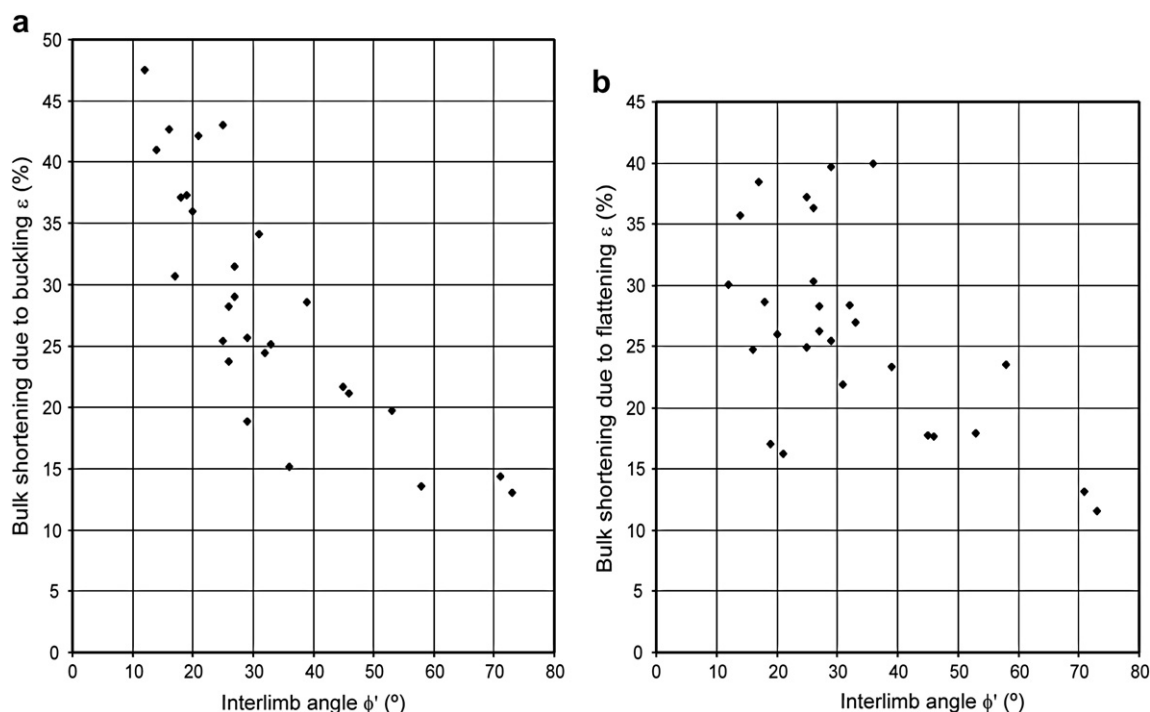 a
50
45
40
35
30
25
20
15
10
5
0
Bulk shortening due to buckling ε (%)
0 10 20 30 40 50 60 70 80
Interlimb angle ϕ' (º)
b
45
40
35
30
25
20
15
10
5
0
Bulk shortening due to flattening ε (%)
0 10 20 30 40 50 60 70 80
Interlimb angle ϕ' (º)